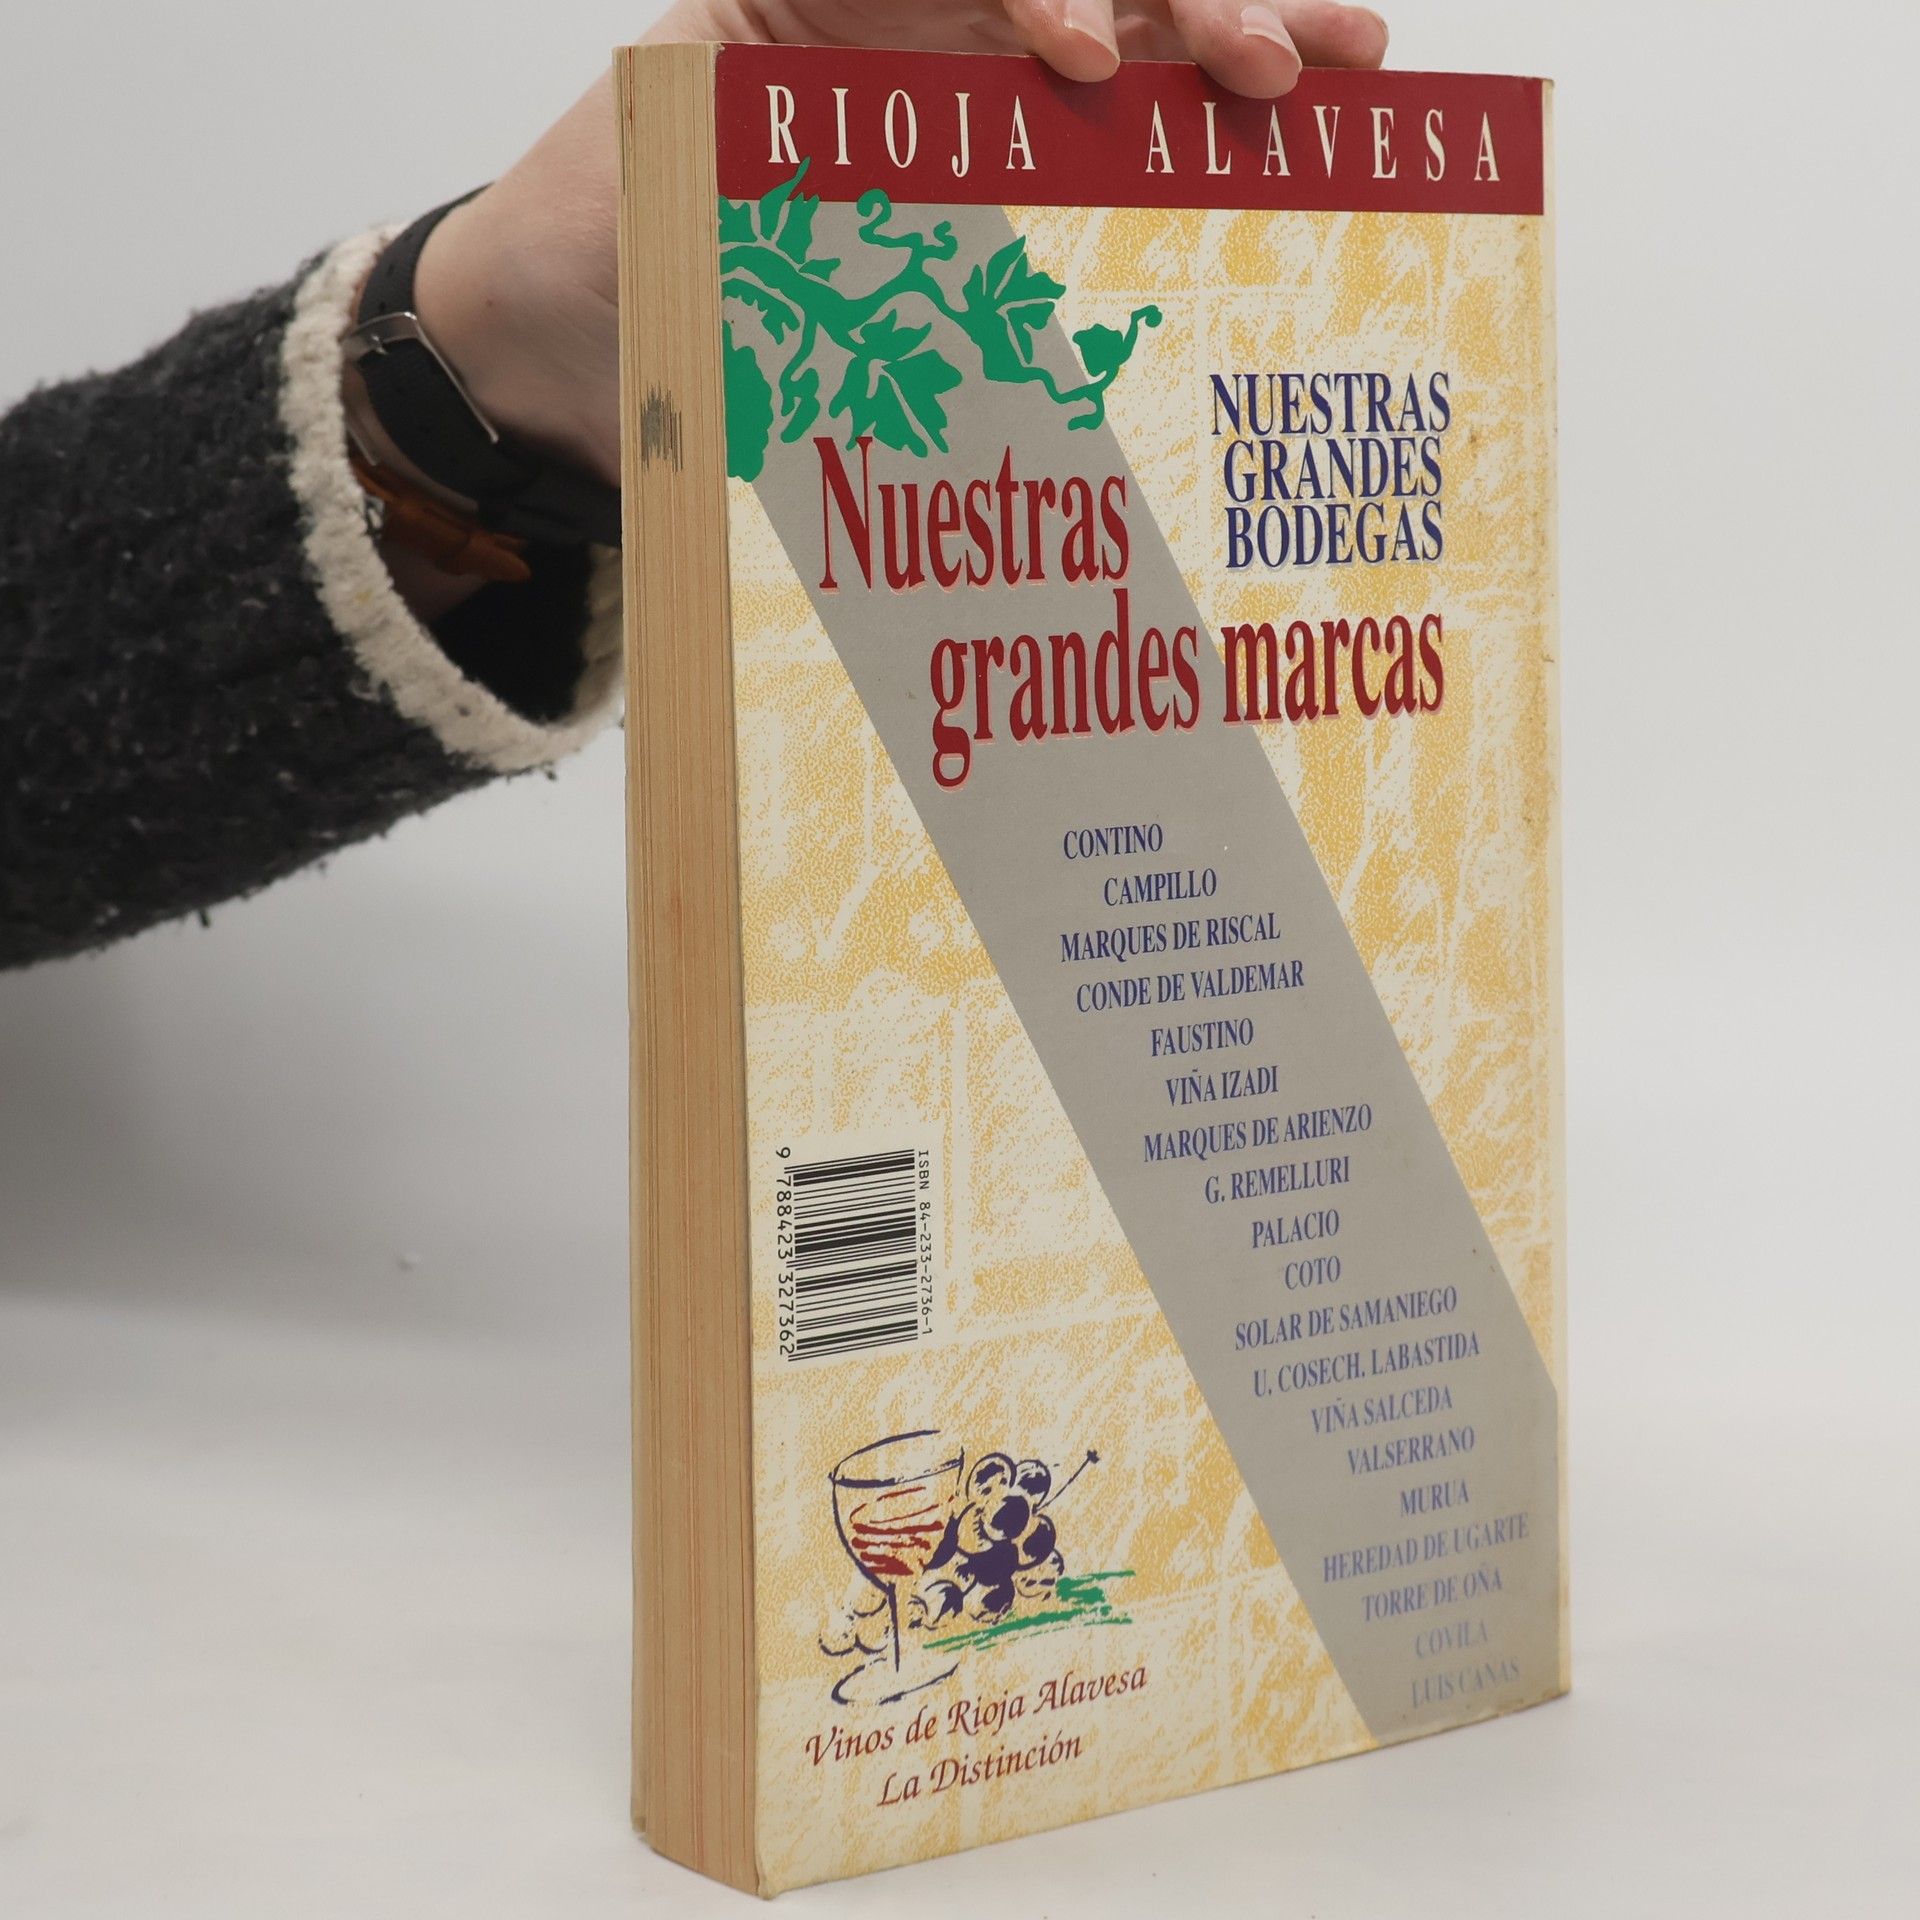 RIOJA ALAVESA
NUESTRAS
GRANDES
BODEGAS
Nuestras
grandes marcas
CONTINO
CAMPILLO
MARQUES DE RISCAL
CONDE DE VALDEMAR
FAUSTINO
VIÑA IZADI
MARQUES DE ARIENZO
G. REMELLURI
PALACIO
COTO
SOLAR DE SAMANIEGO
U. COSECH. LABASTIDA
VIÑA SALCEDA
VALSERRANO
MURUA
HEREDAD DE UGARTE
TORRE DE OÑA
COVILA
LUIS CAÑAS
ISBN 84-233-2736-1
9 788423 327362
Vinos de Rioja Alavesa
La Distinción